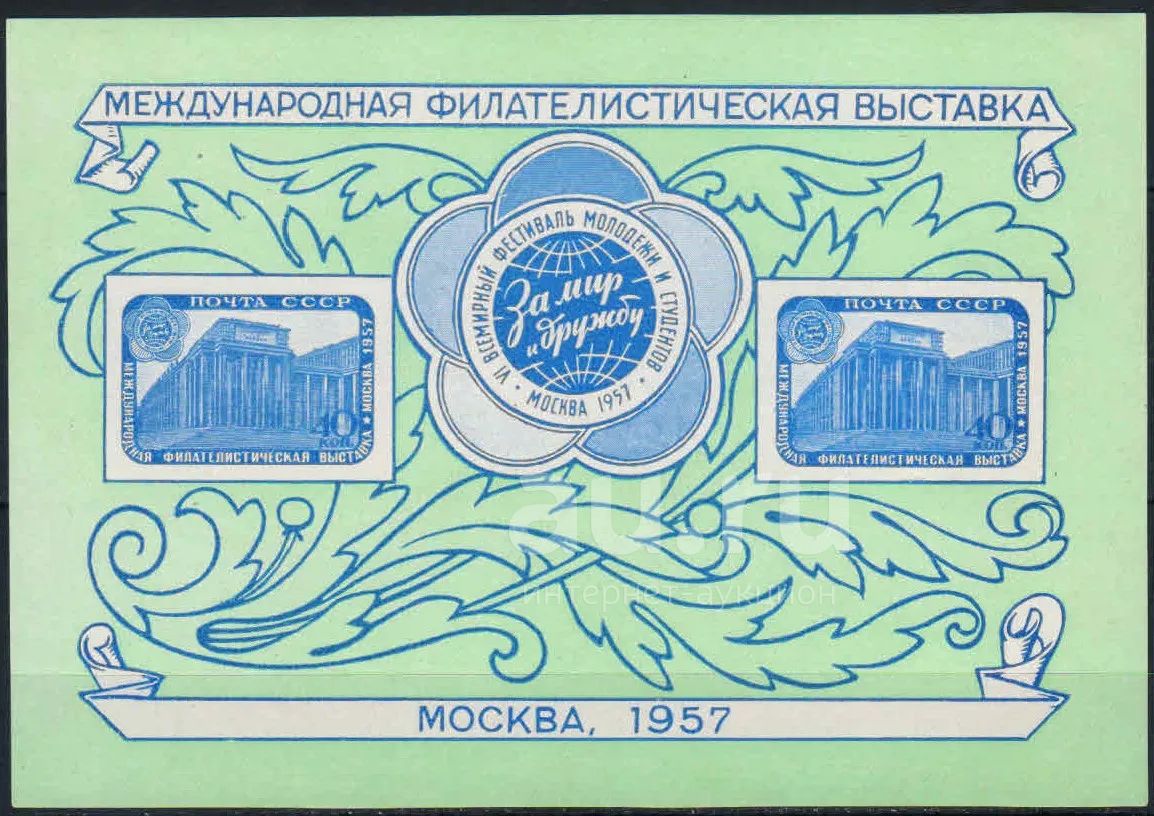 МЕЖДУНАРОДНАЯ ФИЛАТЕЛИСТИЧЕСКАЯ ВЫСТАВКА
VI ВСЕМИРНЫЙ ФЕСТИВАЛЬ МОЛОДЕЖИ И СТУДЕНТОВ
• МОСКВА 1957 •
За мир
и дружбу
ПОЧТА СССР
40
КОП.
МЕЖДУНАРОДНАЯ ФИЛАТЕЛИСТИЧЕСКАЯ ВЫСТАВКА ★ МОСКВА 1957
ПОЧТА СССР
40
КОП.
МЕЖДУНАРОДНАЯ ФИЛАТЕЛИСТИЧЕСКАЯ ВЫСТАВКА ★ МОСКВА 1957
au.ru
интернет-аукцион
МОСКВА, 1957